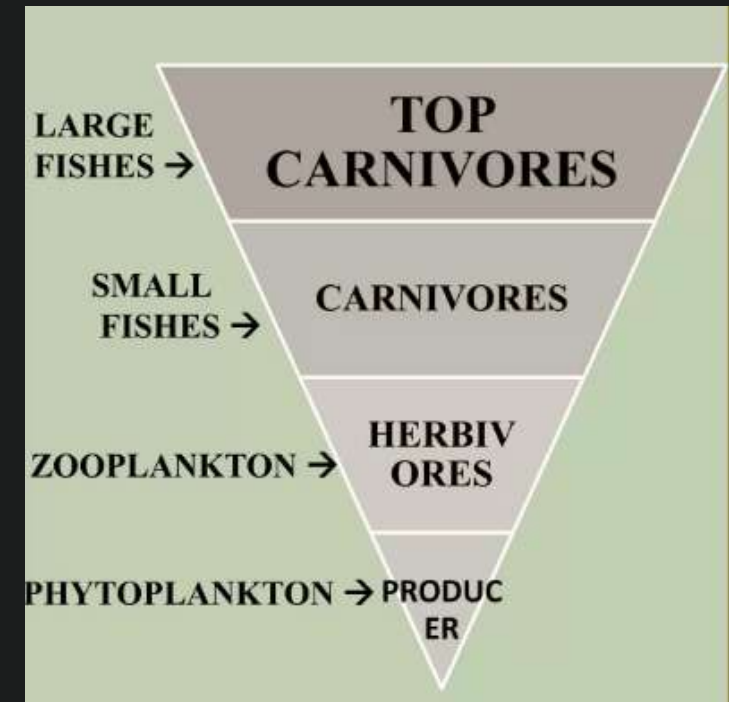 LARGE
FISHES →
TOP
CARNIVORES
SMALL
FISHES →
CARNIVORES
ZOOPLANKTON →
HERBIV
ORES
PHYTOPLANKTON →
PRODUC
ER